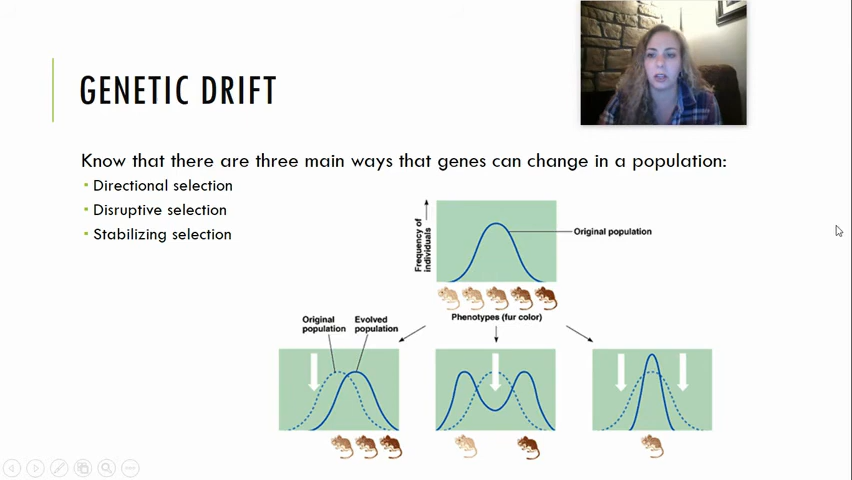 GENETIC DRIFT
Know that there are three main ways that genes can change in a population:
Directional selection
Disruptive selection
Stabilizing selection
Frequency of
individuals
Original population
Phenotypes (fur color)
Original
population
Evolved
population